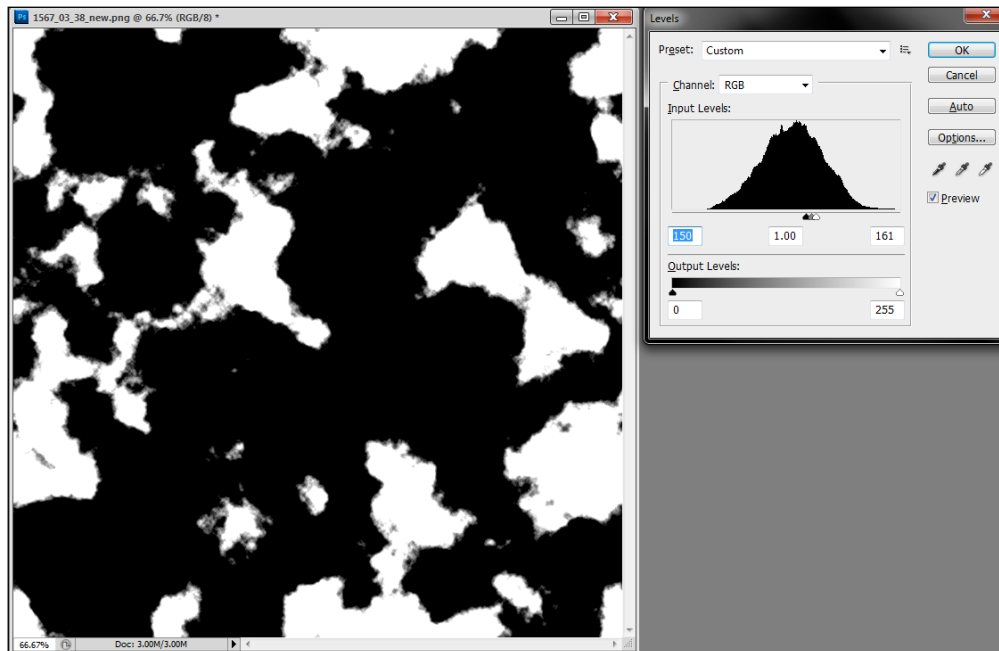 Ps 1567_03_38_new.png @ 66.7% (RGB/8) *
66.67% Doc: 3.00M/3.00M
Levels
Preset: Custom
OK
Cancel
Channel: RGB
Auto
Input Levels:
Options...
Preview
150 1.00 161
Output Levels:
0 255